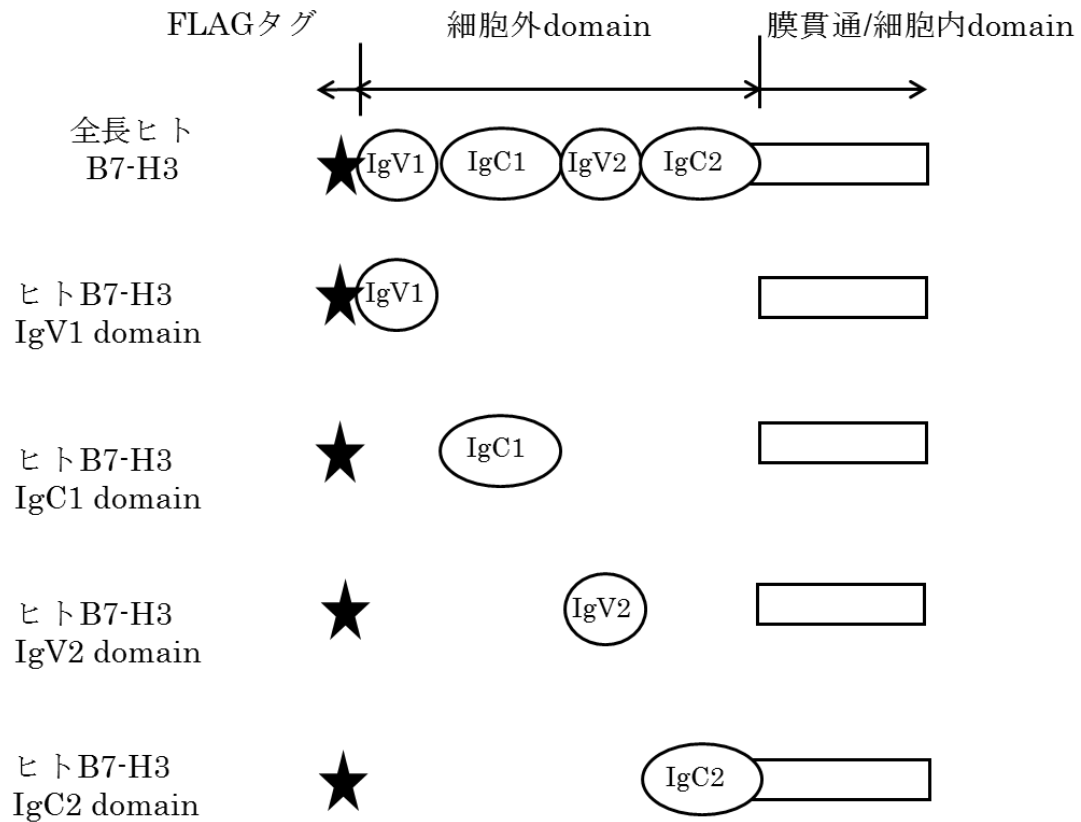 FLAGタグ 細胞外domain 膜貫通/細胞内domain
全長ヒト
B7-H3
IgV1 IgC1 IgV2 IgC2
ヒトB7-H3
IgV1 domain
IgV1
ヒトB7-H3
IgC1 domain
IgC1
ヒトB7-H3
IgV2 domain
IgV2
ヒトB7-H3
IgC2 domain
IgC2